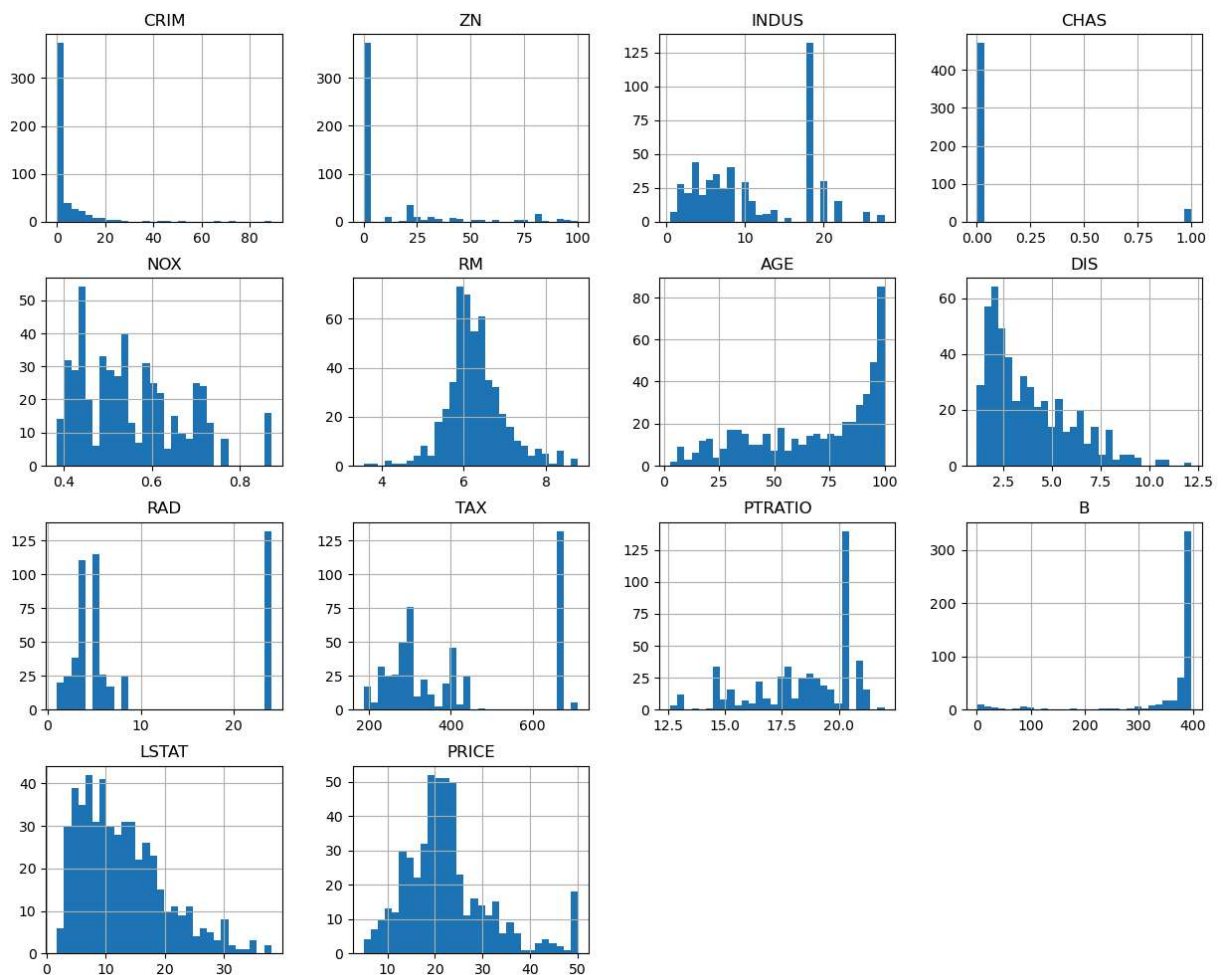 CRIM ZN INDUS CHAS
300 200 100 0
0 20 40 60 80
300 200 100 0
0 25 50 75 100
125 100 75 50 25 0
0 10 20
400 300 200 100 0
0.00 0.25 0.50 0.75 1.00
NOX RM AGE DIS
50 40 30 20 10 0
0.4 0.6 0.8
60 40 20 0
4 6 8
80 60 40 20 0
0 25 50 75 100
60 40 20 0
2.5 5.0 7.5 10.0 12.5
RAD TAX PTRATIO B
125 100 75 50 25 0
0 10 20
125 100 75 50 25 0
200 400 600
125 100 75 50 25 0
12.5 15.0 17.5 20.0
300 200 100 0
0 100 200 300 400
LSTAT PRICE
40 30 20 10 0
0 10 20 30
50 40 30 20 10 0
10 20 30 40 50